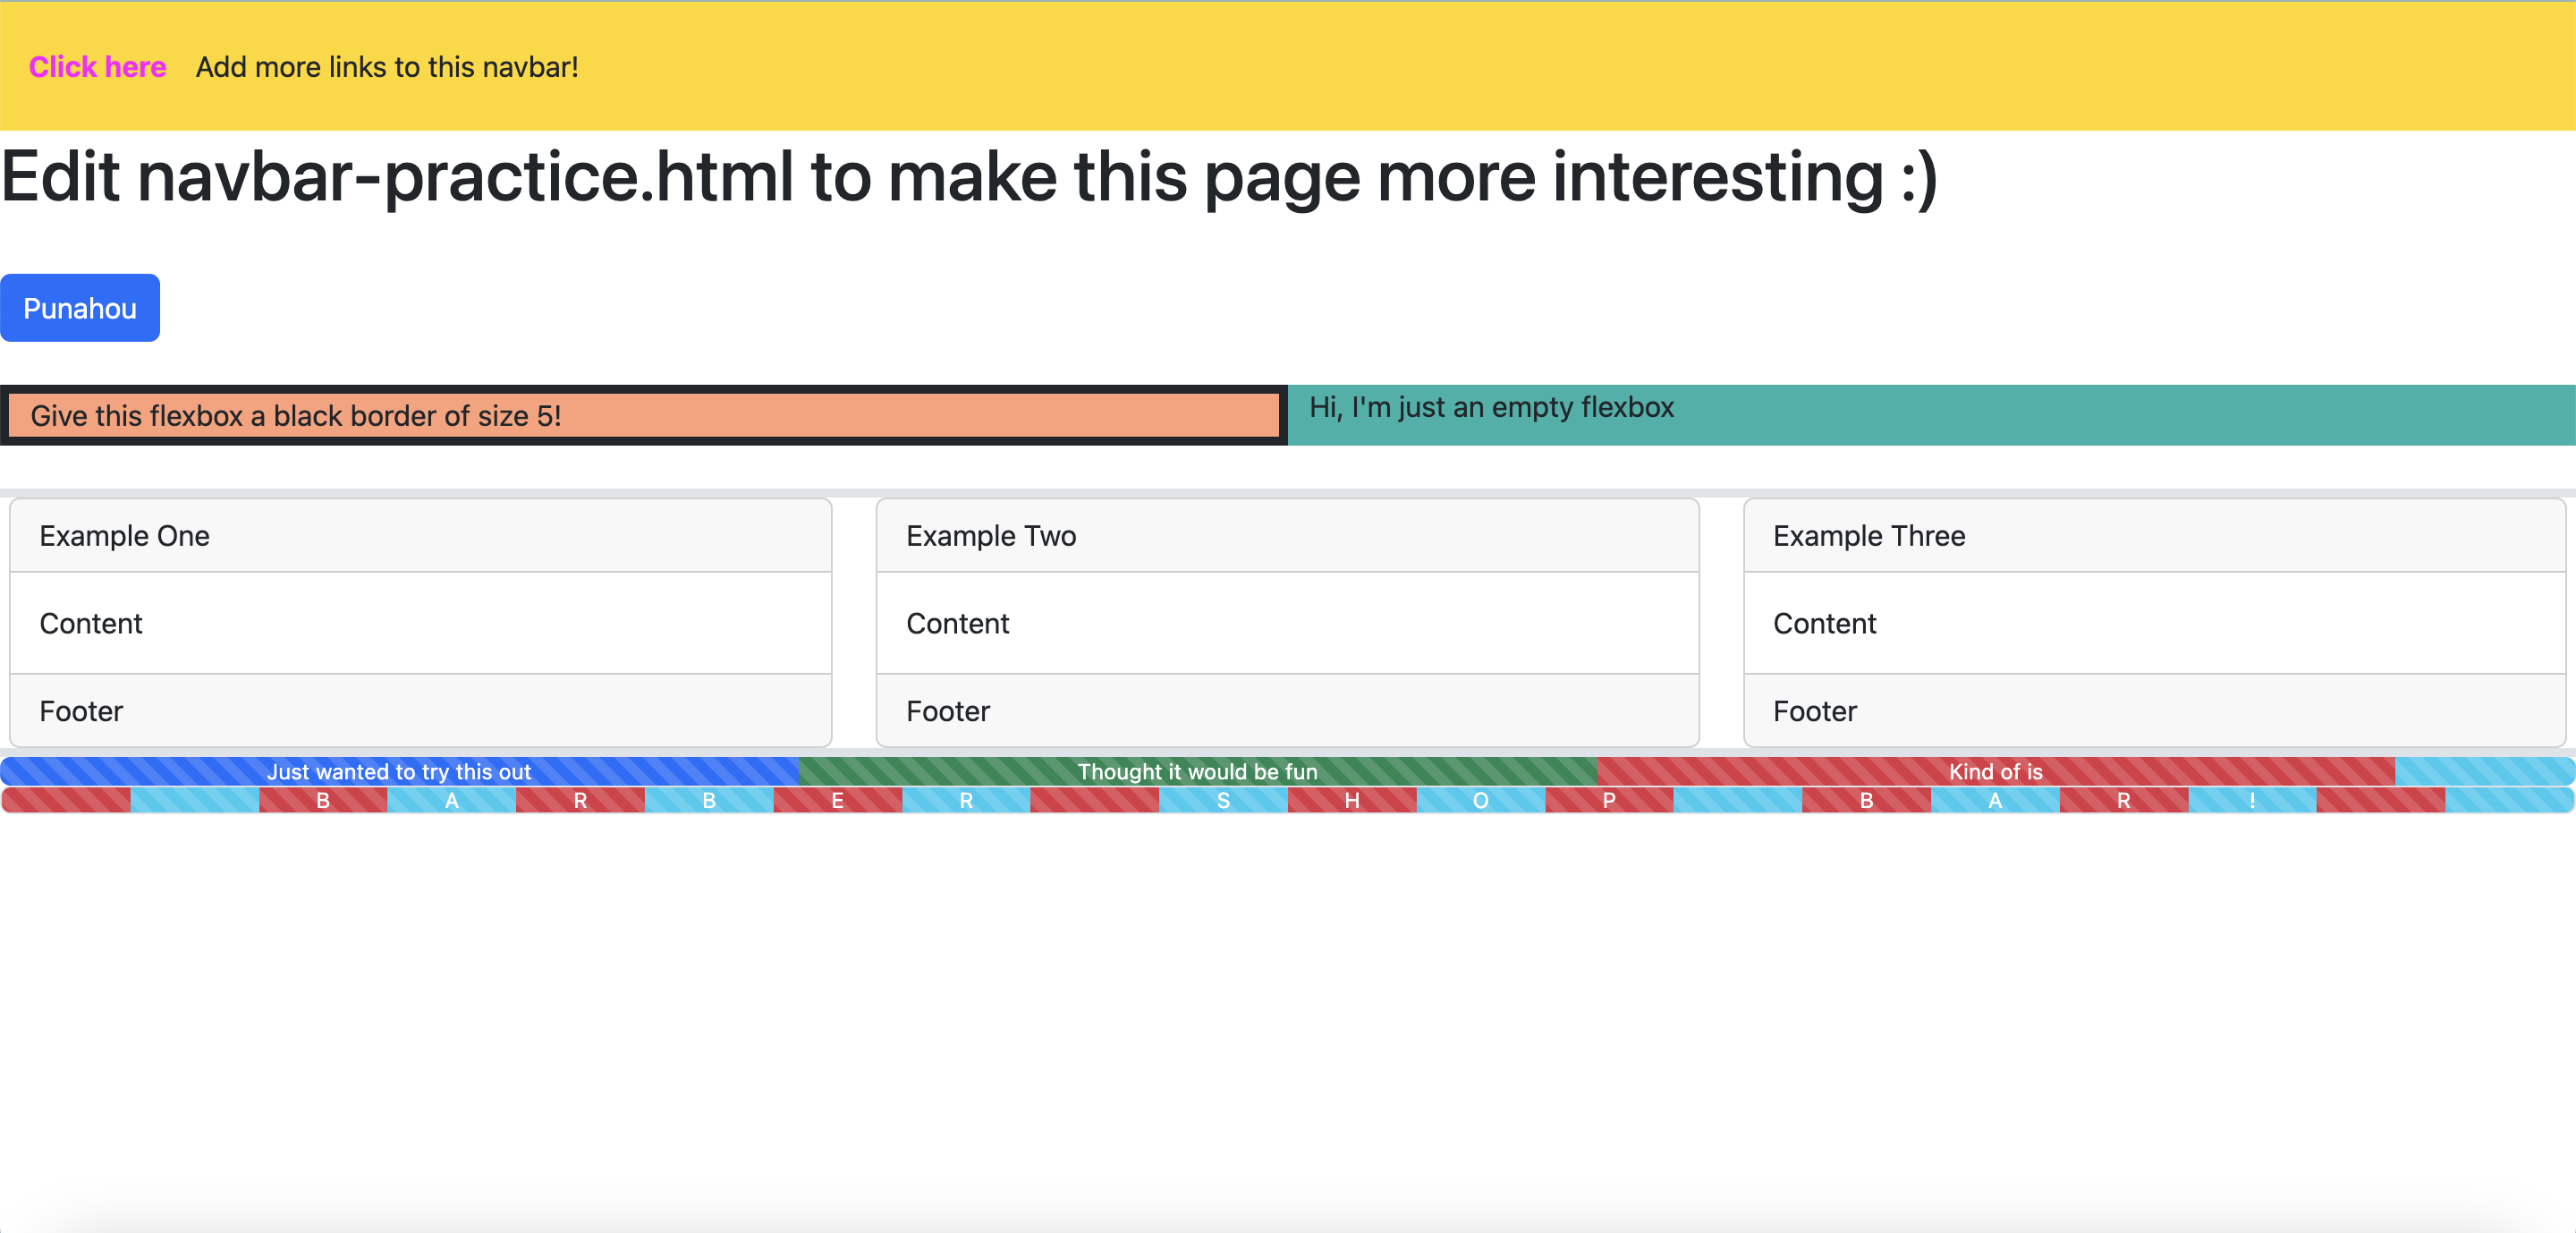 Click here Add more links to this navbar!
Edit navbar-practice.html to make this page more interesting :)
Punahou
Give this flexbox a black border of size 5! Hi, I'm just an empty flexbox
Example One Example Two Example Three
Content Content Content
Footer Footer Footer
Just wanted to try this out Thought it would be fun Kind of is
B A R B E R S H O P B A R !